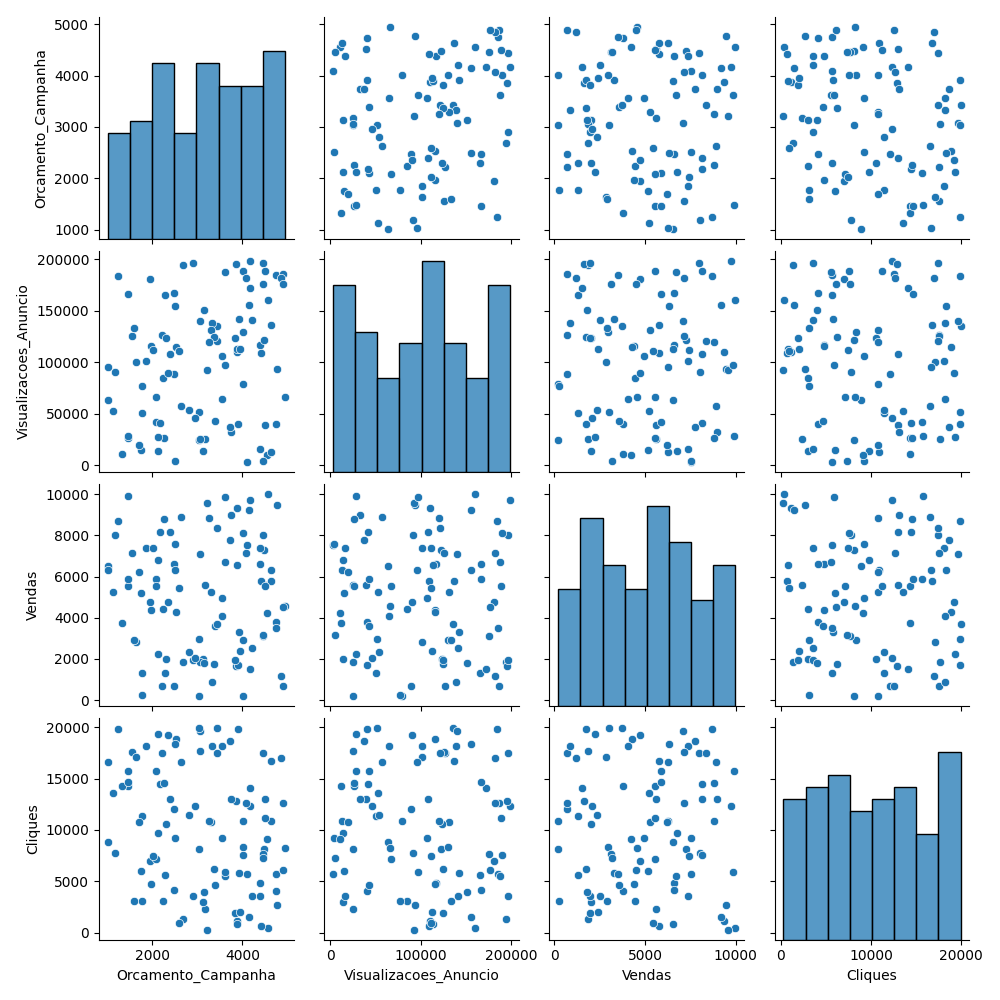 5000
4000
3000
2000
1000
Orcamento_Campanha
200000
150000
100000
50000
0
Visualizacoes_Anuncio
10000
8000
6000
4000
2000
0
Vendas
20000
15000
10000
5000
0
Cliques
2000 4000
Orcamento_Campanha
0 100000 200000
Visualizacoes_Anuncio
0 5000 10000
Vendas
0 10000 20000
Cliques